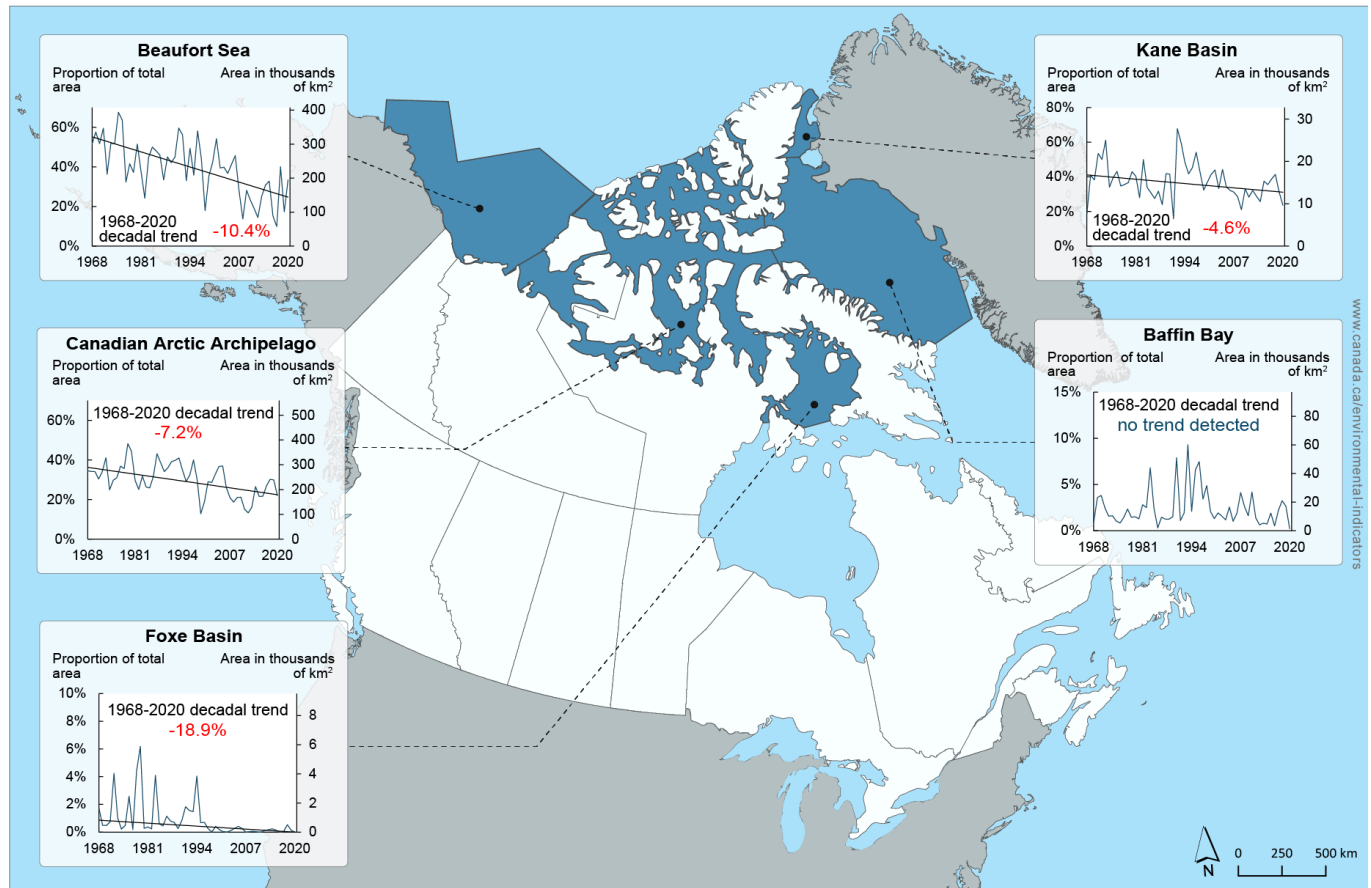 Beaufort Sea
Proportion of total area
Area in thousands of km²
60%
40%
20%
0%
400
300
200
100
0
1968-2020
decadal trend
-10.4%
1968 1981 1994 2007 2020
Canadian Arctic Archipelago
Proportion of total area
Area in thousands of km²
60%
40%
20%
0%
500
400
300
200
100
0
1968-2020 decadal trend
-7.2%
1968 1981 1994 2007 2020
Foxe Basin
Proportion of total area
Area in thousands of km²
10%
8%
6%
4%
2%
0%
8
6
4
2
0
1968-2020 decadal trend
-18.9%
1968 1981 1994 2007 2020
Kane Basin
Proportion of total area
Area in thousands of km²
80%
60%
40%
20%
0%
30
20
10
0
1968-2020
decadal trend
-4.6%
1968 1981 1994 2007 2020
Baffin Bay
Proportion of total area
Area in thousands of km²
15%
10%
5%
0%
80
60
40
20
0
1968-2020 decadal trend
no trend detected
1968 1981 1994 2007 2020
www.canada.ca/environmental-indicators
N
0 250 500 km